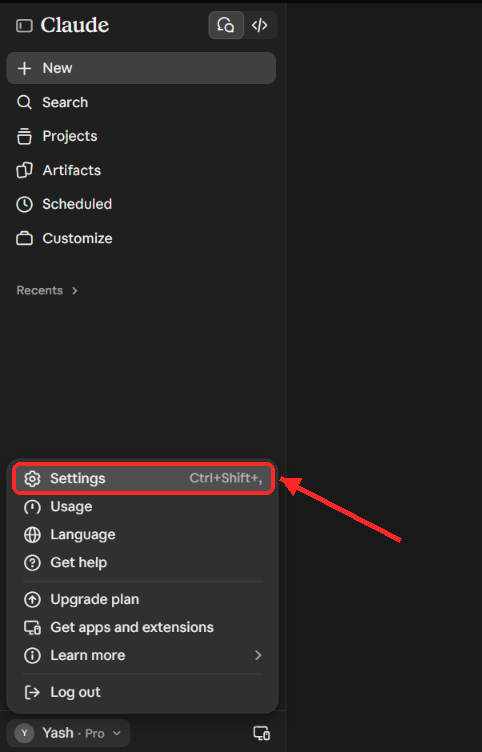 Claude
New
Search
Projects
Artifacts
Scheduled
Customize
Recents
Settings Ctrl+Shift+,
Usage
Language
Get help
Upgrade plan
Get apps and extensions
Learn more
Log out
Y Yash · Pro